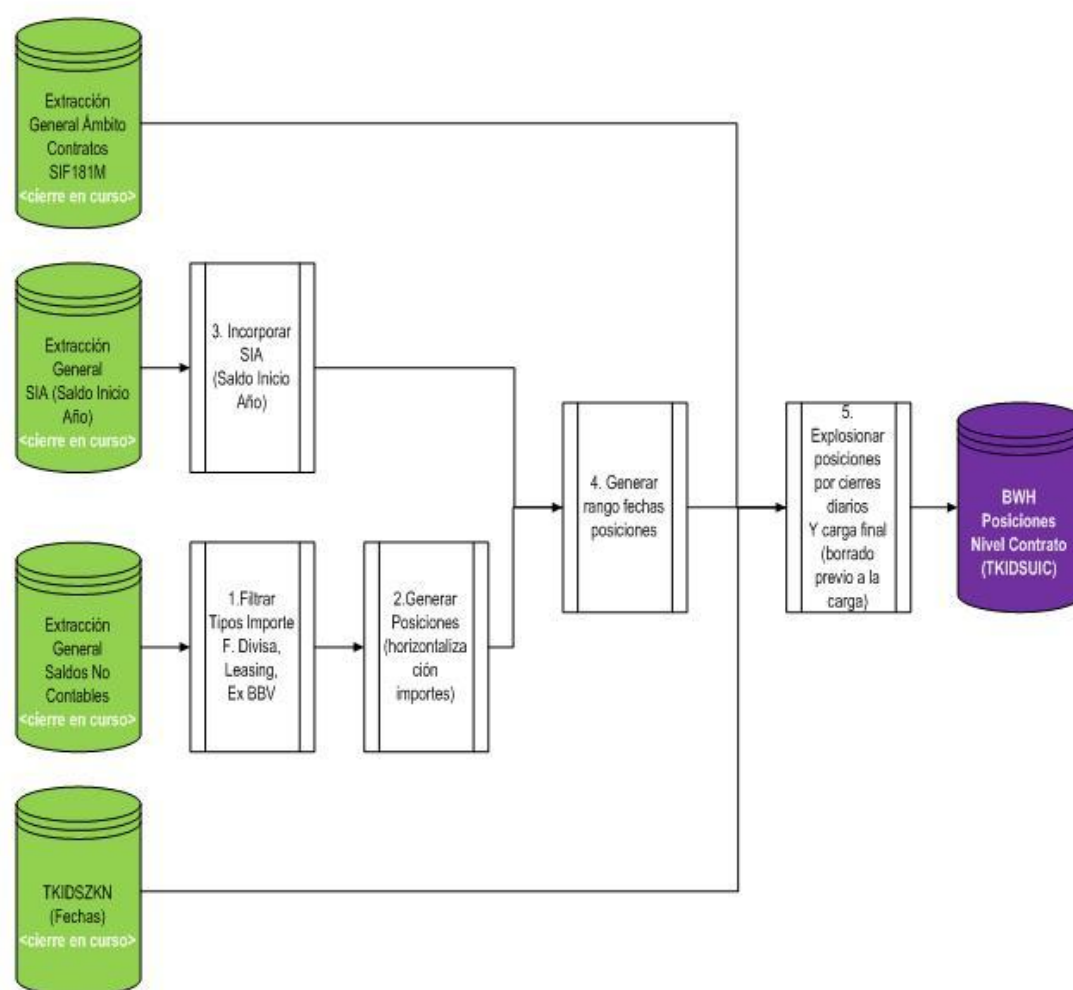 Extracción
General Ámbito
Contratos
SIF181M
<cierre en curso>
Extracción
General
SIA (Saldo Inicio
Año)
<cierre en curso>
3. Incorporar
SIA
(Saldo Inicio
Año)
4. Generar
rango fechas
posiciones
5.
Explosionar
posiciones
por cierres
diarios
Y carga final
(borrado
previo a la
carga)
BWH
Posiciones
Nivel Contrato
(TKIDSUIC)
Extracción
General
Saldos No
Contables
<cierre en curso>
1.Filtrar
Tipos Importe
F. Divisa,
Leasing,
Ex BBV
2.Generar
Posiciones
(horizontaliza
ción
importes)
TKIDSZKN
(Fechas)
<cierre en curso>